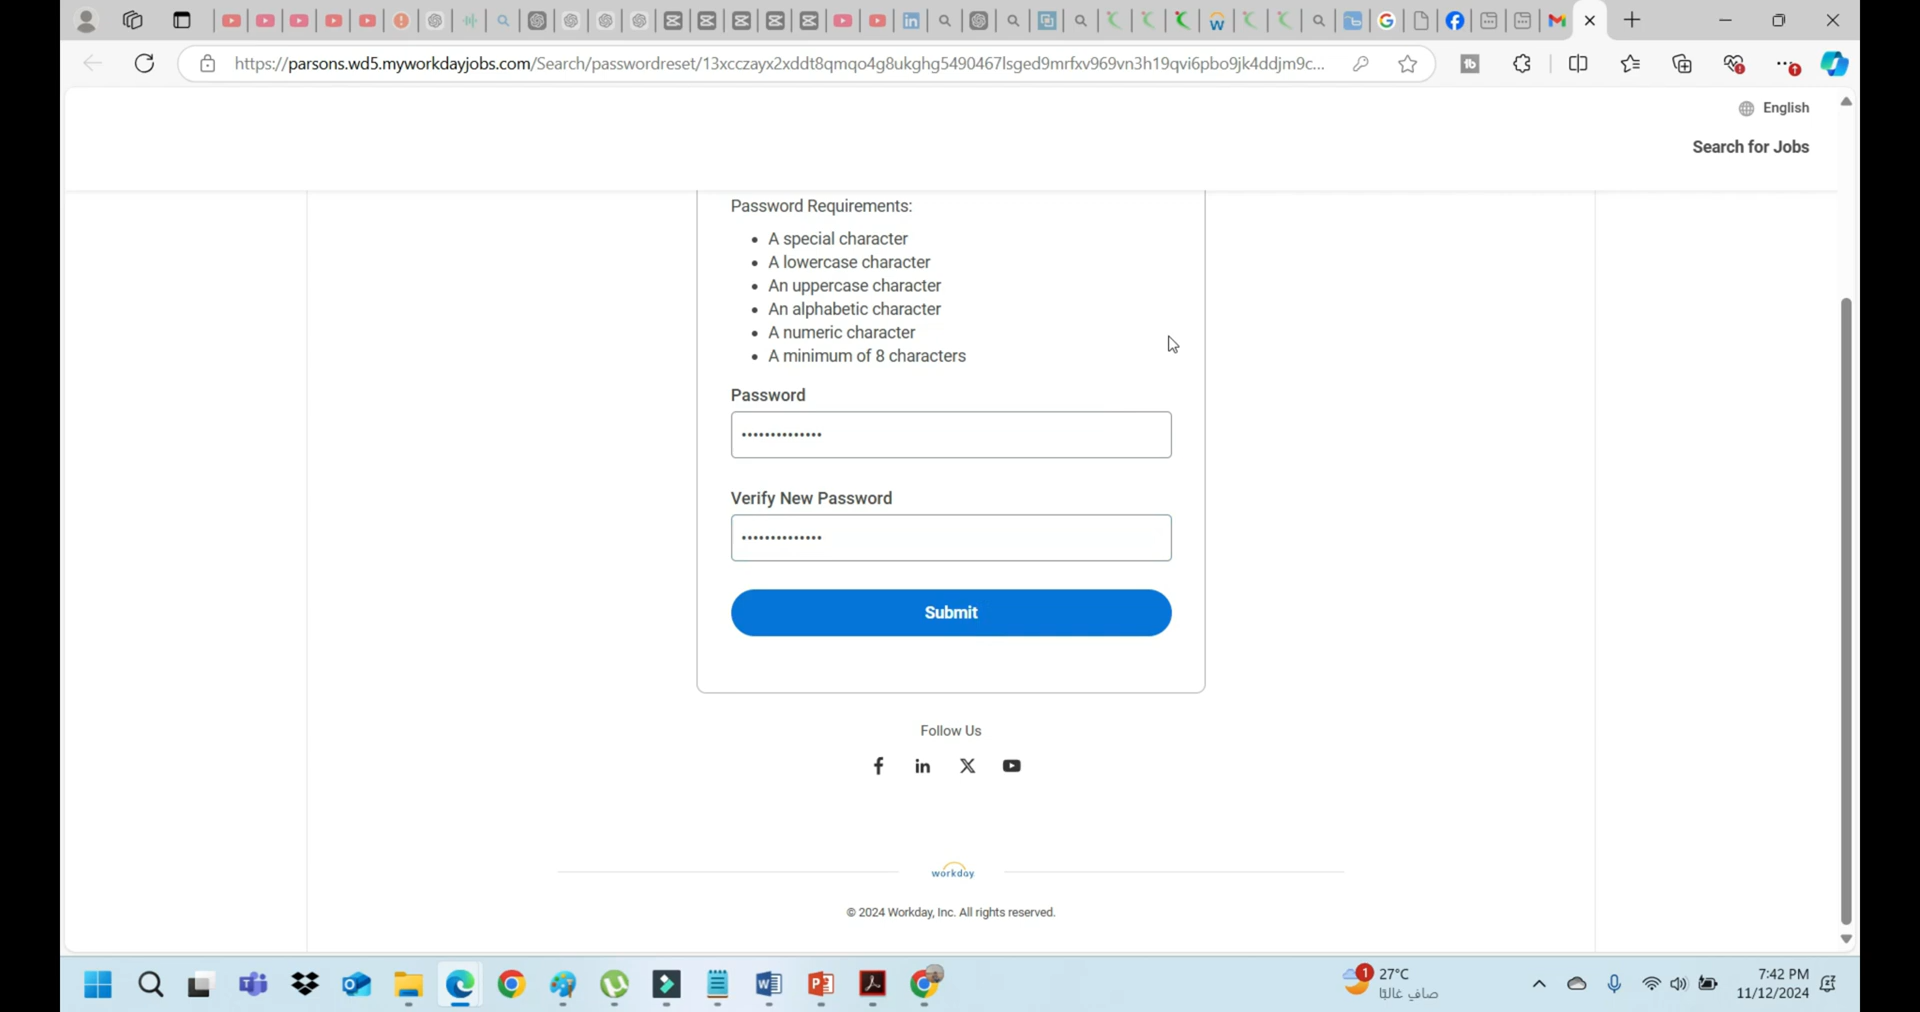 https://parsons.wd5.myworkdayjobs.com/Search/passwordreset/13xcczayx2xddt8qmqo4g8ukghg5490467lsged9mrfxv969vn3h19qvi6pbo9jk4ddjm9c...
English
Search for Jobs
Password Requirements:
• A special character
• A lowercase character
• An uppercase character
• An alphabetic character
• A numeric character
• A minimum of 8 characters
Password
••••••••••••••
Verify New Password
••••••••••••••
Submit
Follow Us
workday
© 2024 Workday, Inc. All rights reserved.
1
27°C
صافي غالبًا
7:42 PM
11/12/2024